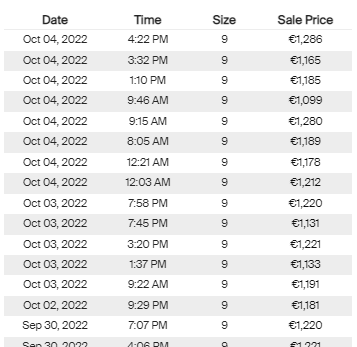 Date Time Size Sale Price
Oct 04, 2022 4:22 PM 9 €1,286
Oct 04, 2022 3:32 PM 9 €1,165
Oct 04, 2022 1:10 PM 9 €1,185
Oct 04, 2022 9:46 AM 9 €1,099
Oct 04, 2022 9:15 AM 9 €1,280
Oct 04, 2022 8:05 AM 9 €1,189
Oct 04, 2022 12:21 AM 9 €1,178
Oct 04, 2022 12:03 AM 9 €1,212
Oct 03, 2022 7:58 PM 9 €1,220
Oct 03, 2022 7:45 PM 9 €1,131
Oct 03, 2022 3:20 PM 9 €1,221
Oct 03, 2022 1:37 PM 9 €1,133
Oct 03, 2022 9:22 AM 9 €1,191
Oct 02, 2022 9:29 PM 9 €1,181
Sep 30, 2022 7:07 PM 9 €1,220
Sep 30, 2022 4:06 PM 9 €1,221